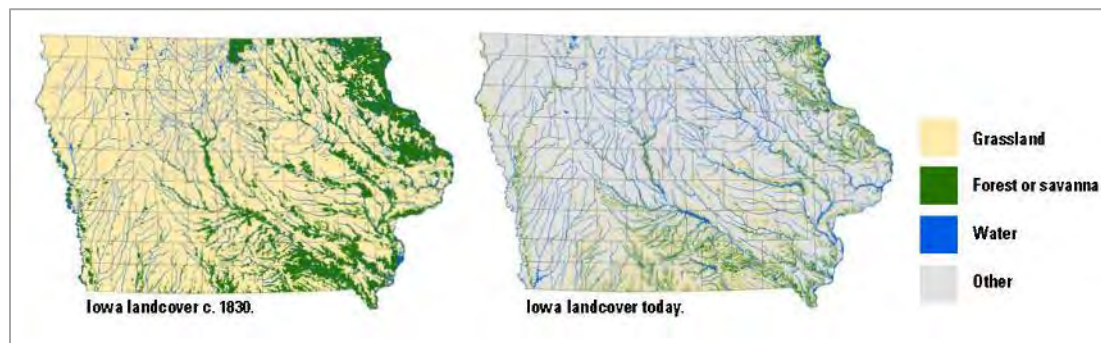 Grassland
Forest or savanna
Water
Other
Iowa landcover c. 1830.
Iowa landcover today.